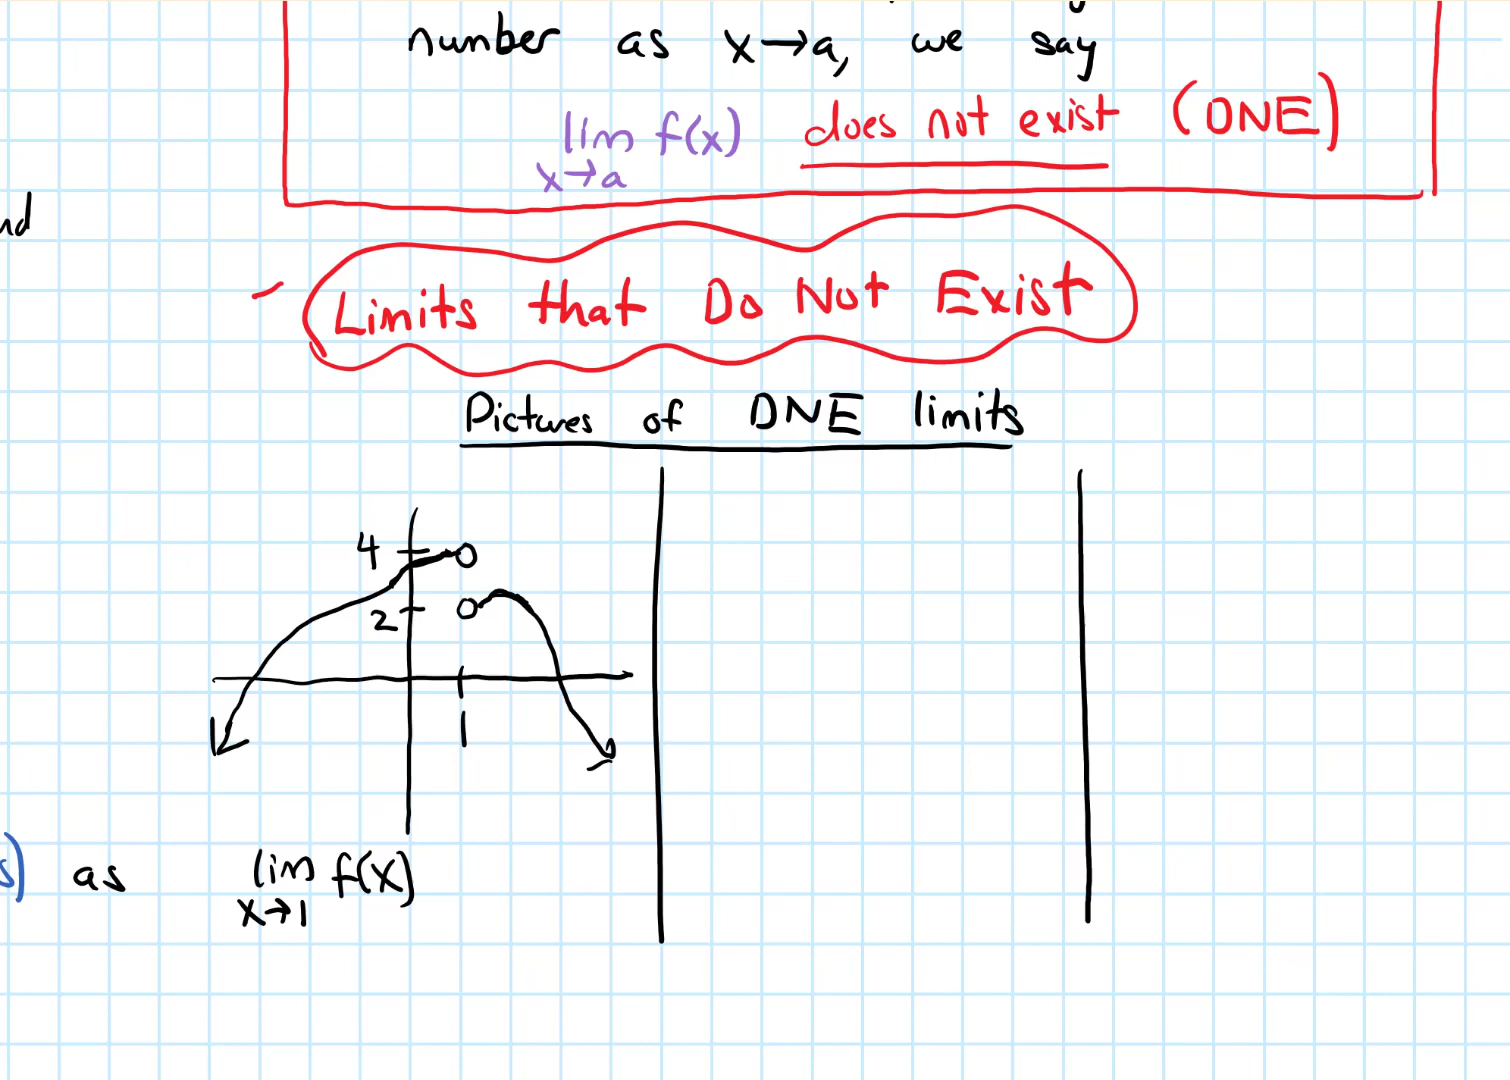 number as x→a, we say
lim f(x) does not exist (DNE)
x→a
nd
Limits that Do Not Exist
Pictures of DNE limits
4
2
1
s) as lim f(x)
x→1